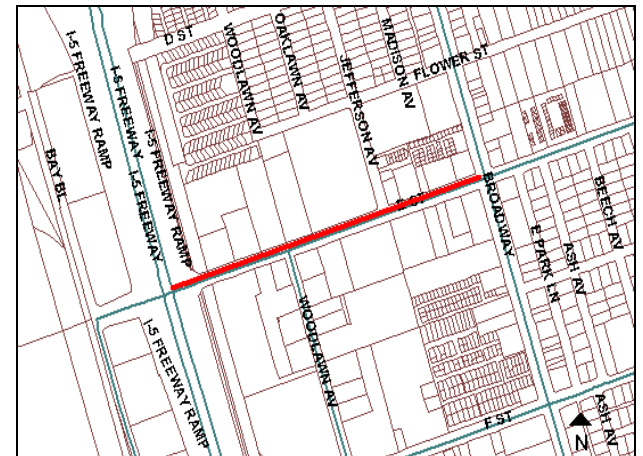 D ST
WOODLAWN AV
OAKLAWN AV
JEFFERSON AV
MADISON AV
FLOWER ST
I-5 FREEWAY RAMP
I-5 FREEWAY
I-5 FREEWAY
I-5 FREEWAY RAMP
BAY BL
E ST
BROADWAY
E PARK LN
ASH AV
BEECH AV
WOODLAWN AV
I-5 FREEWAY RAMP
F ST
ASH AV
N